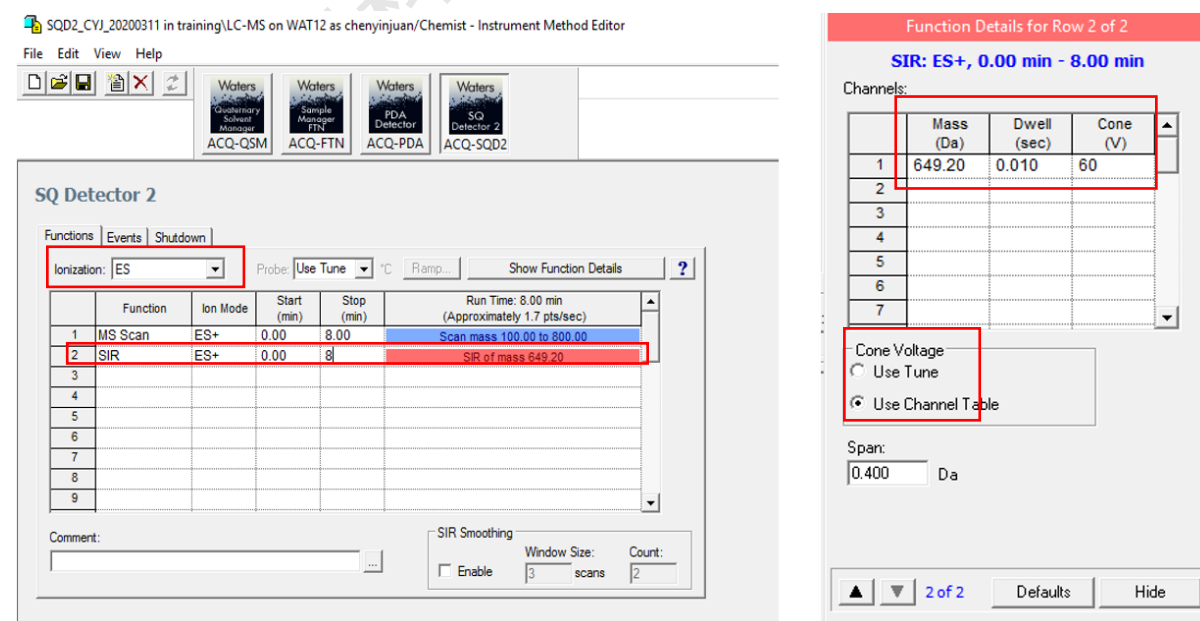 SQD2_CYJ_20200311 in training\LC-MS on WAT12 as chenyinjuan/Chemist - Instrument Method Editor
File Edit View Help
Waters Quaternary Solvent Manager
ACQ-QSM
Waters Sample Manager FTN
ACQ-FTN
Waters PDA Detector
ACQ-PDA
Waters SQ Detector 2
ACQ-SQD2
SQ Detector 2
Functions Events Shutdown
Ionization: ES Probe: Use Tune °C Ramp... Show Function Details ?
Function Ion Mode Start (min) Stop (min) Run Time: 8.00 min (Approximately 1.7 pts/sec)
1 MS Scan ES+ 0.00 8.00 Scan mass 100.00 to 800.00
2 SIR ES+ 0.00 8 SIR of mass 649.20
3
4
5
6
7
8
9
Comment:
...
SIR Smoothing
Enable
Window Size: Count:
3 scans 2
Function Details for Row 2 of 2
SIR: ES+, 0.00 min - 8.00 min
Channels:
Mass (Da) Dwell (sec) Cone (V)
1 649.20 0.010 60
2
3
4
5
6
7
Cone Voltage
Use Tune
Use Channel Table
Span:
0.400 Da
2 of 2 Defaults Hide